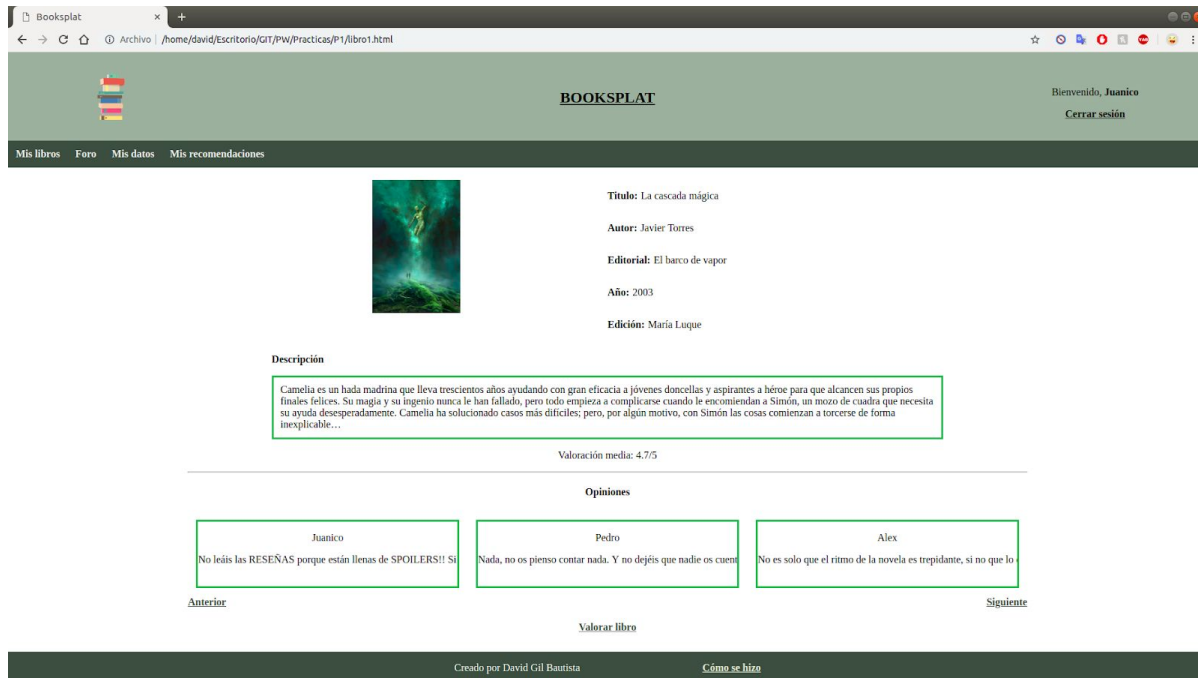 Booksplat
Archivo | /home/david/Escritorio/GIT/PW/Practicas/P1/libro1.html
BOOKSPLAT
Bienvenido, Juanico
Cerrar sesión
Mis libros Foro Mis datos Mis recomendaciones
Titulo: La cascada mágica
Autor: Javier Torres
Editorial: El barco de vapor
Año: 2003
Edición: María Luque
Descripción
Camelia es un hada madrina que lleva trescientos años ayudando con gran eficacia a jóvenes doncellas y aspirantes a héroe para que alcancen sus propios
finales felices. Su magia y su ingenio nunca le han fallado, pero todo empieza a complicarse cuando le encomiendan a Simón, un mozo de cuadra que necesita
su ayuda desesperadamente. Camelia ha solucionado casos más difíciles; pero, por algún motivo, con Simón las cosas comienzan a torcerse de forma
inexplicable…
Valoración media: 4.7/5
Opiniones
Juanico
No leáis las RESEÑAS porque están llenas de SPOILERS!! Si
Pedro
Nada, no os pienso contar nada. Y no dejéis que nadie os cuent
Alex
No es solo que el ritmo de la novela es trepidante, si no que lo
Anterior
Siguiente
Valorar libro
Creado por David Gil Bautista
Cómo se hizo